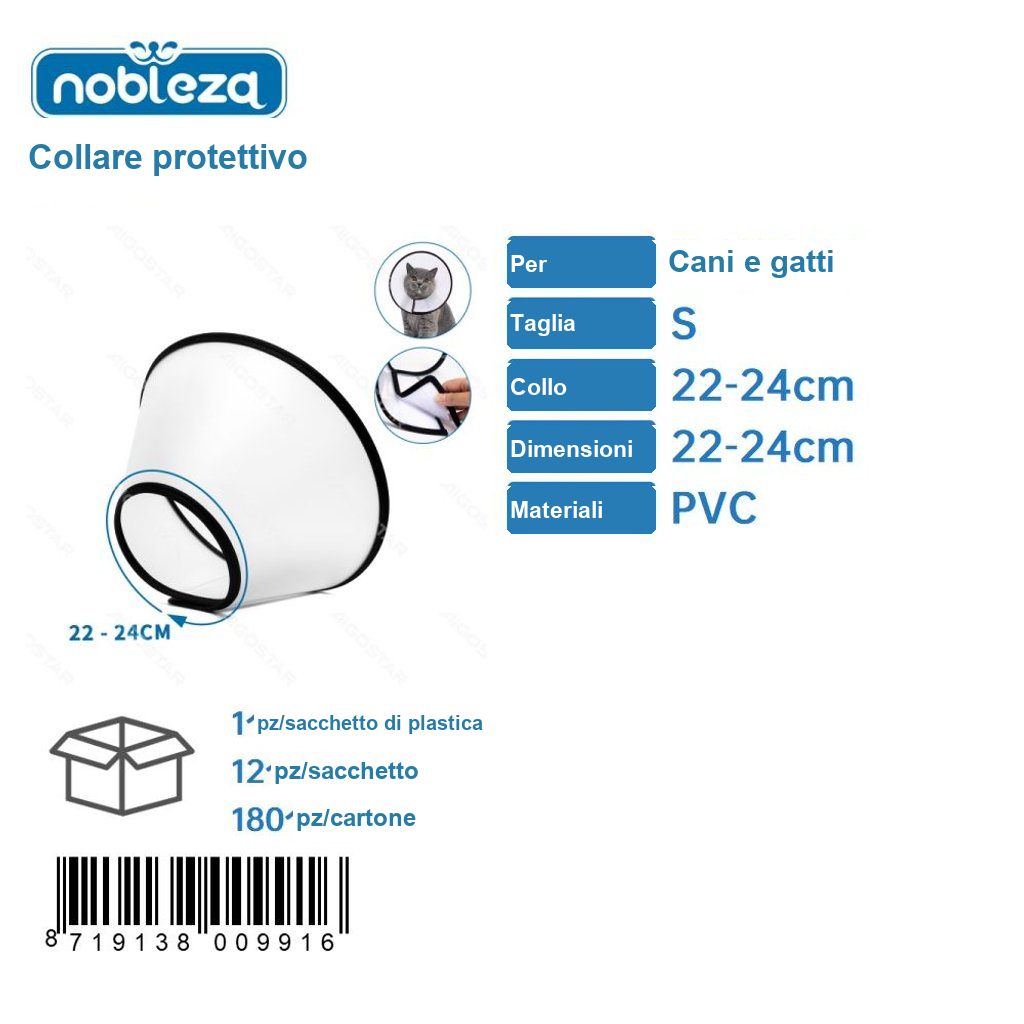 nobleza
Collare protettivo
Per Cani e gatti
Taglia S
Collo 22-24cm
Dimensioni 22-24cm
Materiali PVC
AIGOSTAR
22 - 24CM
1 pz/sacchetto di plastica
12 pz/sacchetto
180 pz/cartone
8 719138 009916